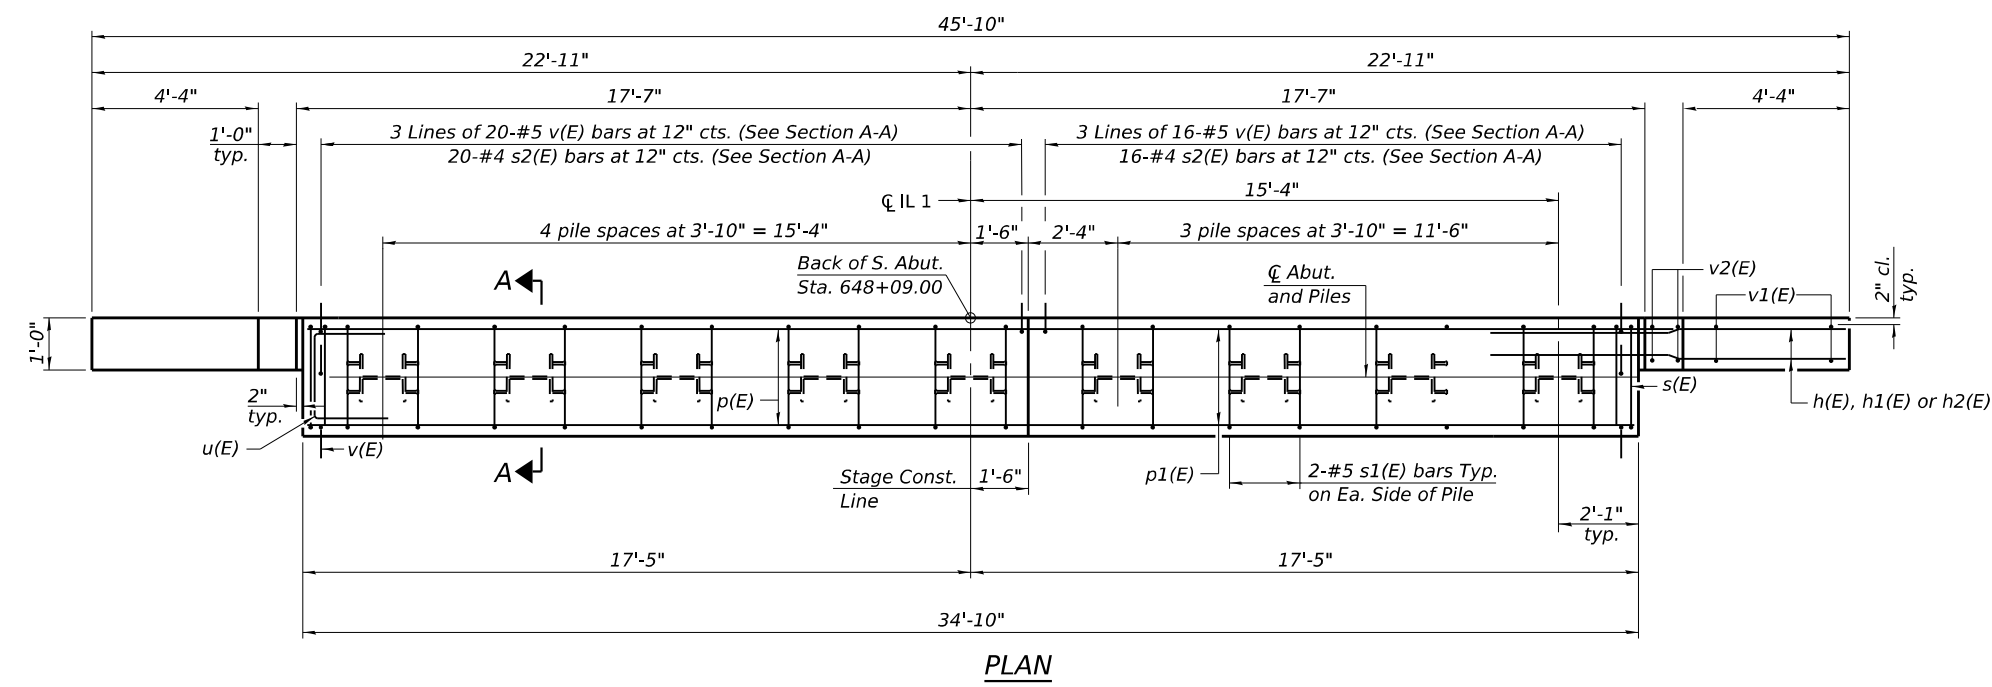 45'-10"
22'-11"
22'-11"
4'-4"
17'-7"
17'-7"
4'-4"
1'-0"
typ.
3 Lines of 20-#5 v(E) bars at 12" cts. (See Section A-A)
20-#4 s2(E) bars at 12" cts. (See Section A-A)
3 Lines of 16-#5 v(E) bars at 12" cts. (See Section A-A)
16-#4 s2(E) bars at 12" cts. (See Section A-A)
℄ IL 1
15'-4"
4 pile spaces at 3'-10" = 15'-4"
1'-6"
2'-4"
3 pile spaces at 3'-10" = 11'-6"
A
Back of S. Abut.
Sta. 648+09.00
℄ Abut.
and Piles
v2(E)
v1(E)
2" cl.
typ.
1'-0"
2"
typ.
p(E)
s(E)
h(E), h1(E) or h2(E)
u(E)
v(E)
A
Stage Const.
Line
1'-6"
p1(E)
2-#5 s1(E) bars Typ.
on Ea. Side of Pile
2'-1"
typ.
17'-5"
17'-5"
34'-10"
PLAN